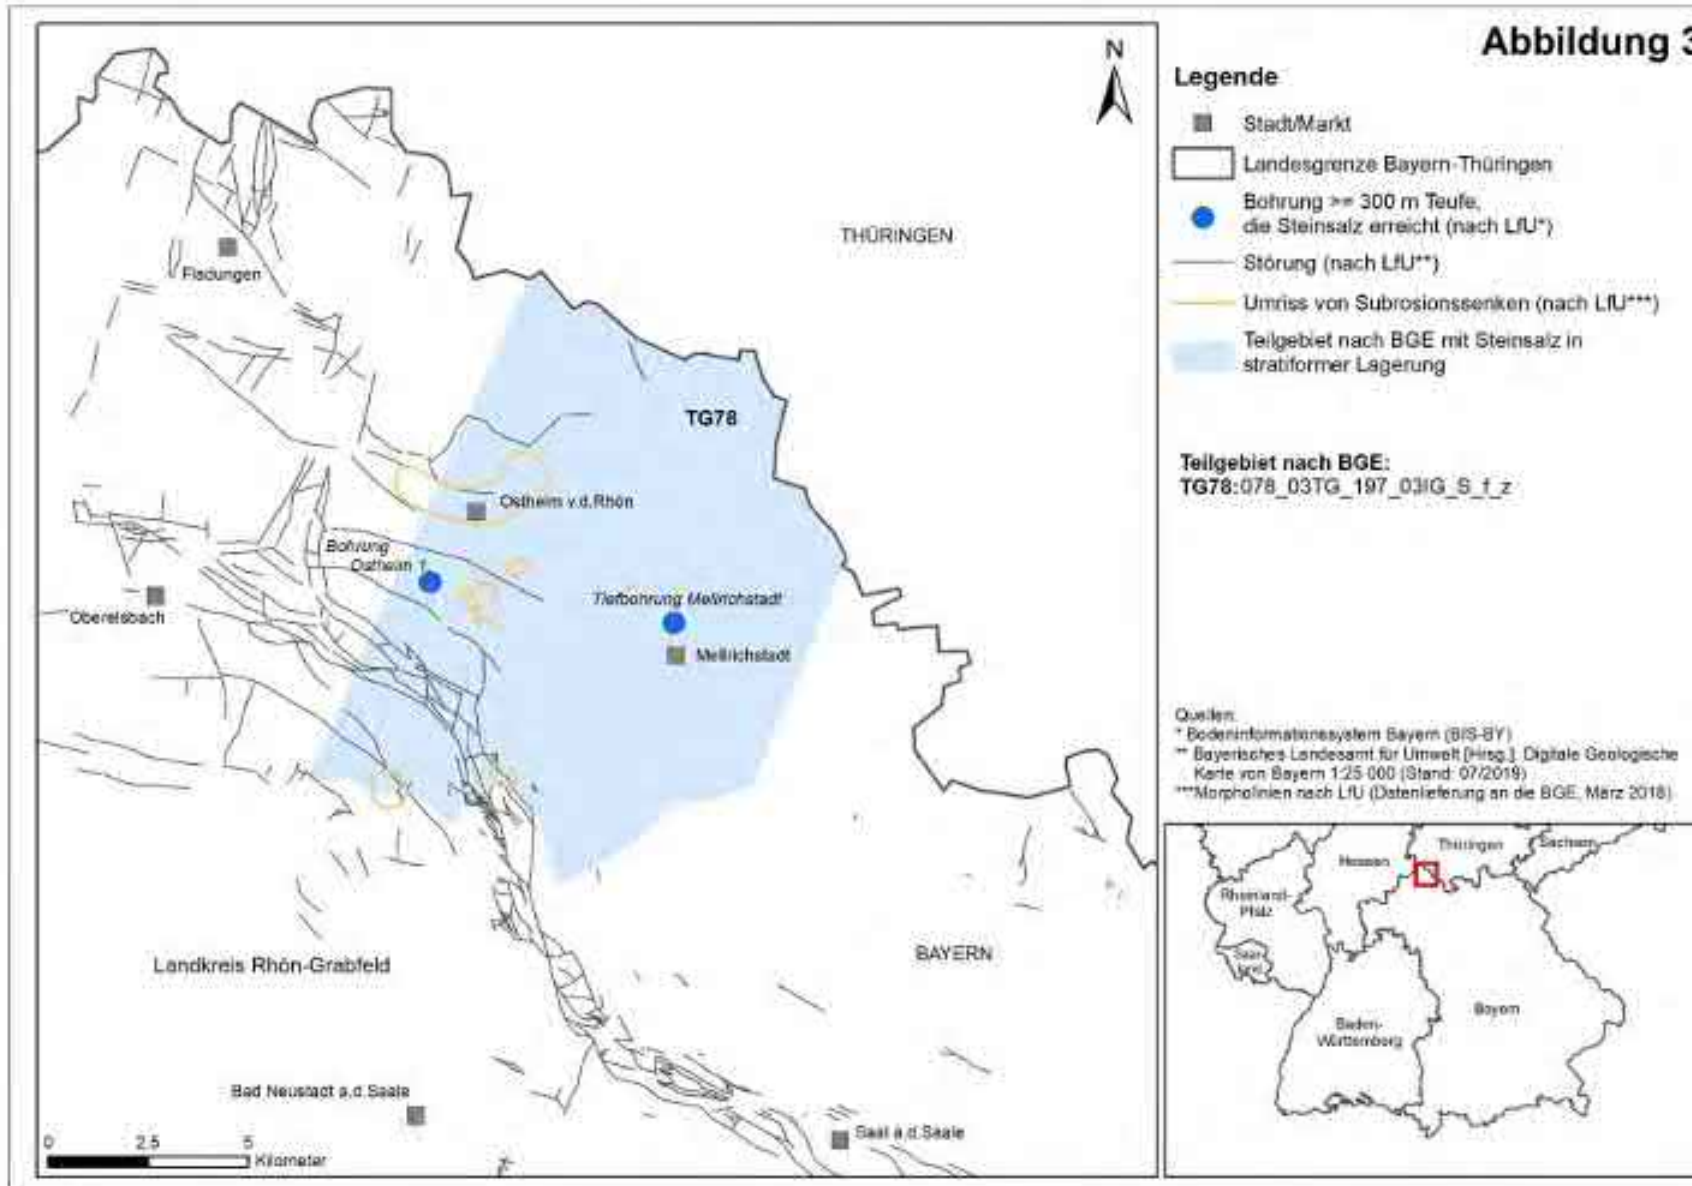 Abbildung 3
N
Legende
Stadt/Markt
Landesgrenze Bayern-Thüringen
Bohrung >= 300 m Teufe,
die Steinsalz erreicht (nach LfU*)
Störung (nach LfU**)
Umriss von Subrosionssenken (nach LfU***)
Teilgebiet nach BGE mit Steinsalz in
stratiformer Lagerung
Teilgebiet nach BGE:
TG78:078_03TG_197_03IG_S_f_z
Quellen:
* Bodeninformationssystem Bayern (BIS-BY)
** Bayerisches Landesamt für Umwelt [Hrsg.]: Digitale Geologische
Karte von Bayern 1:25 000 (Stand: 07/2019)
***Morpholinien nach LfU (Datenlieferung an die BGE, März 2018)
THÜRINGEN
Fladungen
TG78
Ostheim v.d.Rhön
Bohrung
Ostheim 1
Tiefbohrung Mellrichstadt
Oberelsbach
Mellrichstadt
BAYERN
Landkreis Rhön-Grabfeld
Bad Neustadt a.d.Saale
Saal a.d.Saale
0 2.5 5
Kilometer
Thüringen
Sachsen
Hessen
Rheinland-
Pfalz
Saar-
land
Bayern
Baden-
Württemberg